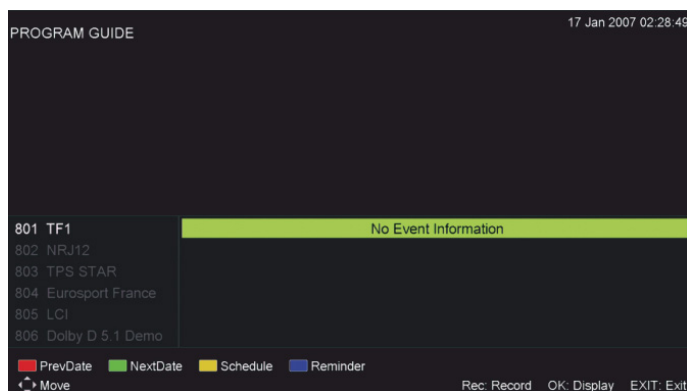 PROGRAM GUIDE
17 Jan 2007 02:28:49
801 TF1
No Event Information
802 NRJ12
803 TPS STAR
804 Eurosport France
805 LCI
806 Dolby D 5.1 Demo
PrevDate NextDate Schedule Reminder
Move Rec: Record OK: Display EXIT: Exit